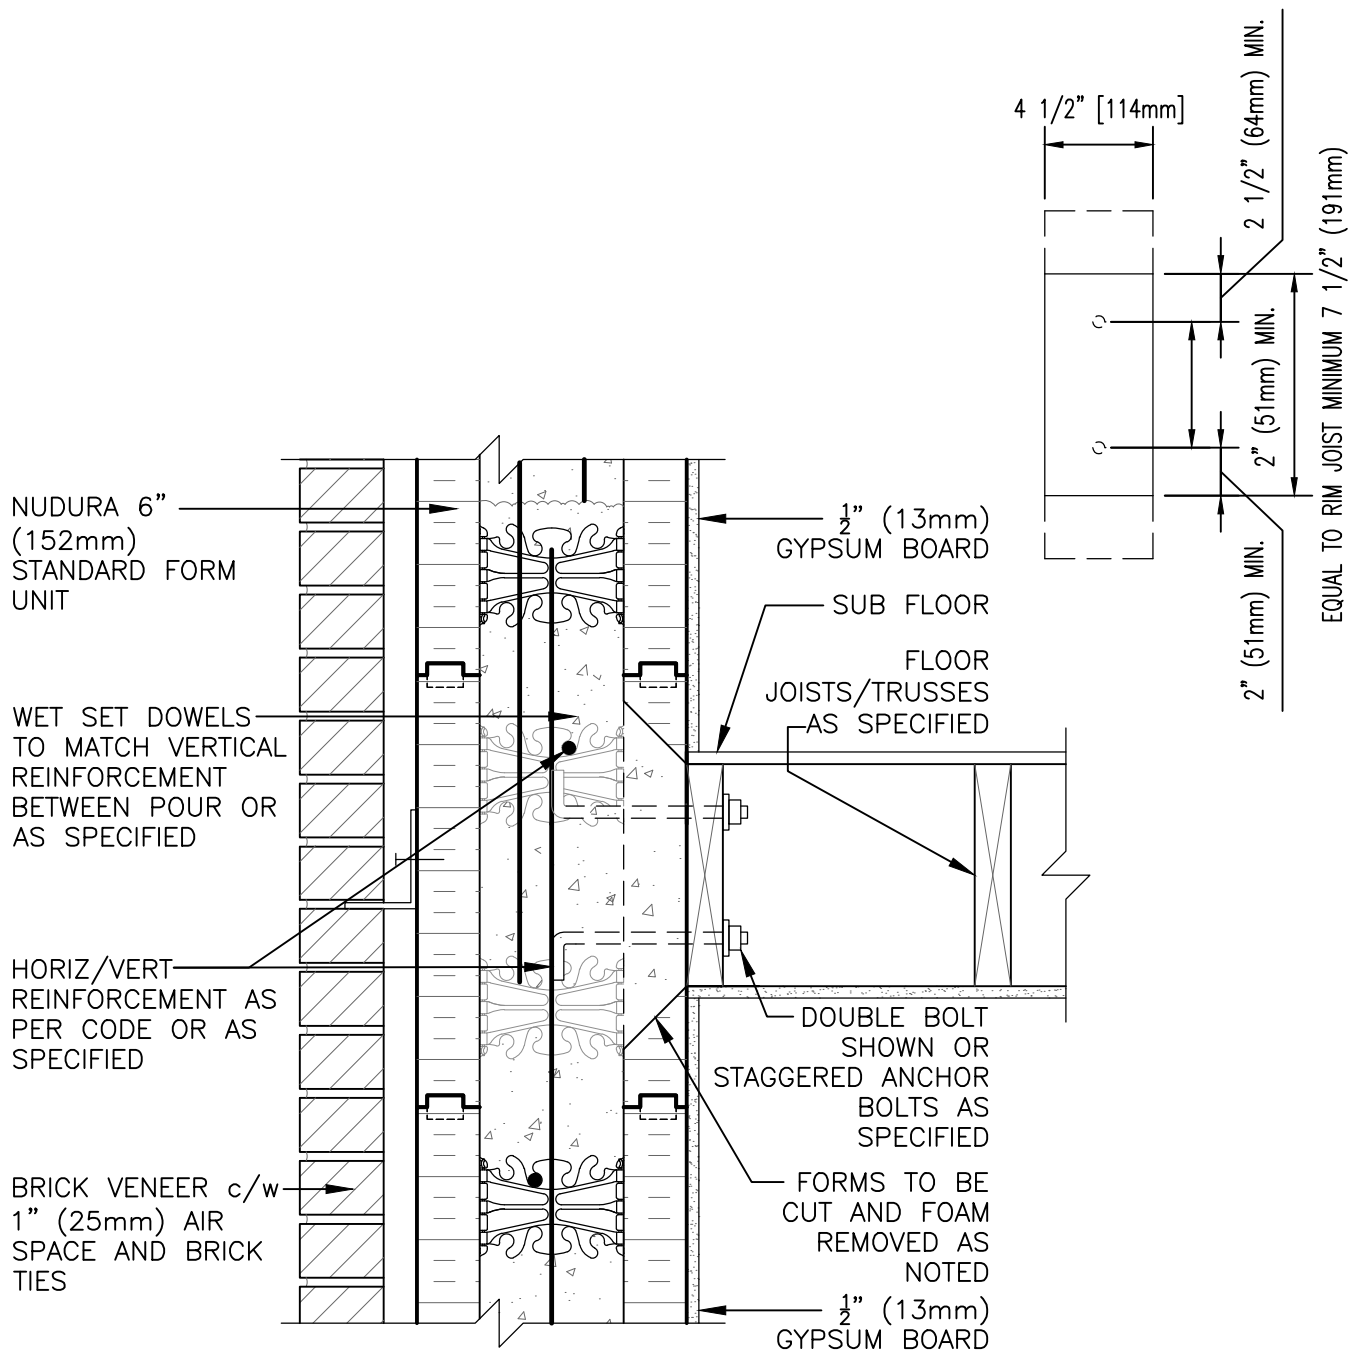 4 1/2" [114mm]
2 1/2" (64mm) MIN.
2" (51mm) MIN.
2" (51mm) MIN.
EQUAL TO RIM JOIST MINIMUM 7 1/2" (191mm)
NUDURA 6"
(152mm)
STANDARD FORM
UNIT
WET SET DOWELS
TO MATCH VERTICAL
REINFORCEMENT
BETWEEN POUR OR
AS SPECIFIED
HORIZ/VERT
REINFORCEMENT AS
PER CODE OR AS
SPECIFIED
BRICK VENEER c/w
1" (25mm) AIR
SPACE AND BRICK
TIES
1/2" (13mm)
GYPSUM BOARD
SUB FLOOR
FLOOR
JOISTS/TRUSSES
AS SPECIFIED
DOUBLE BOLT
SHOWN OR
STAGGERED ANCHOR
BOLTS AS
SPECIFIED
FORMS TO BE
CUT AND FOAM
REMOVED AS
NOTED
1/2" (13mm)
GYPSUM BOARD